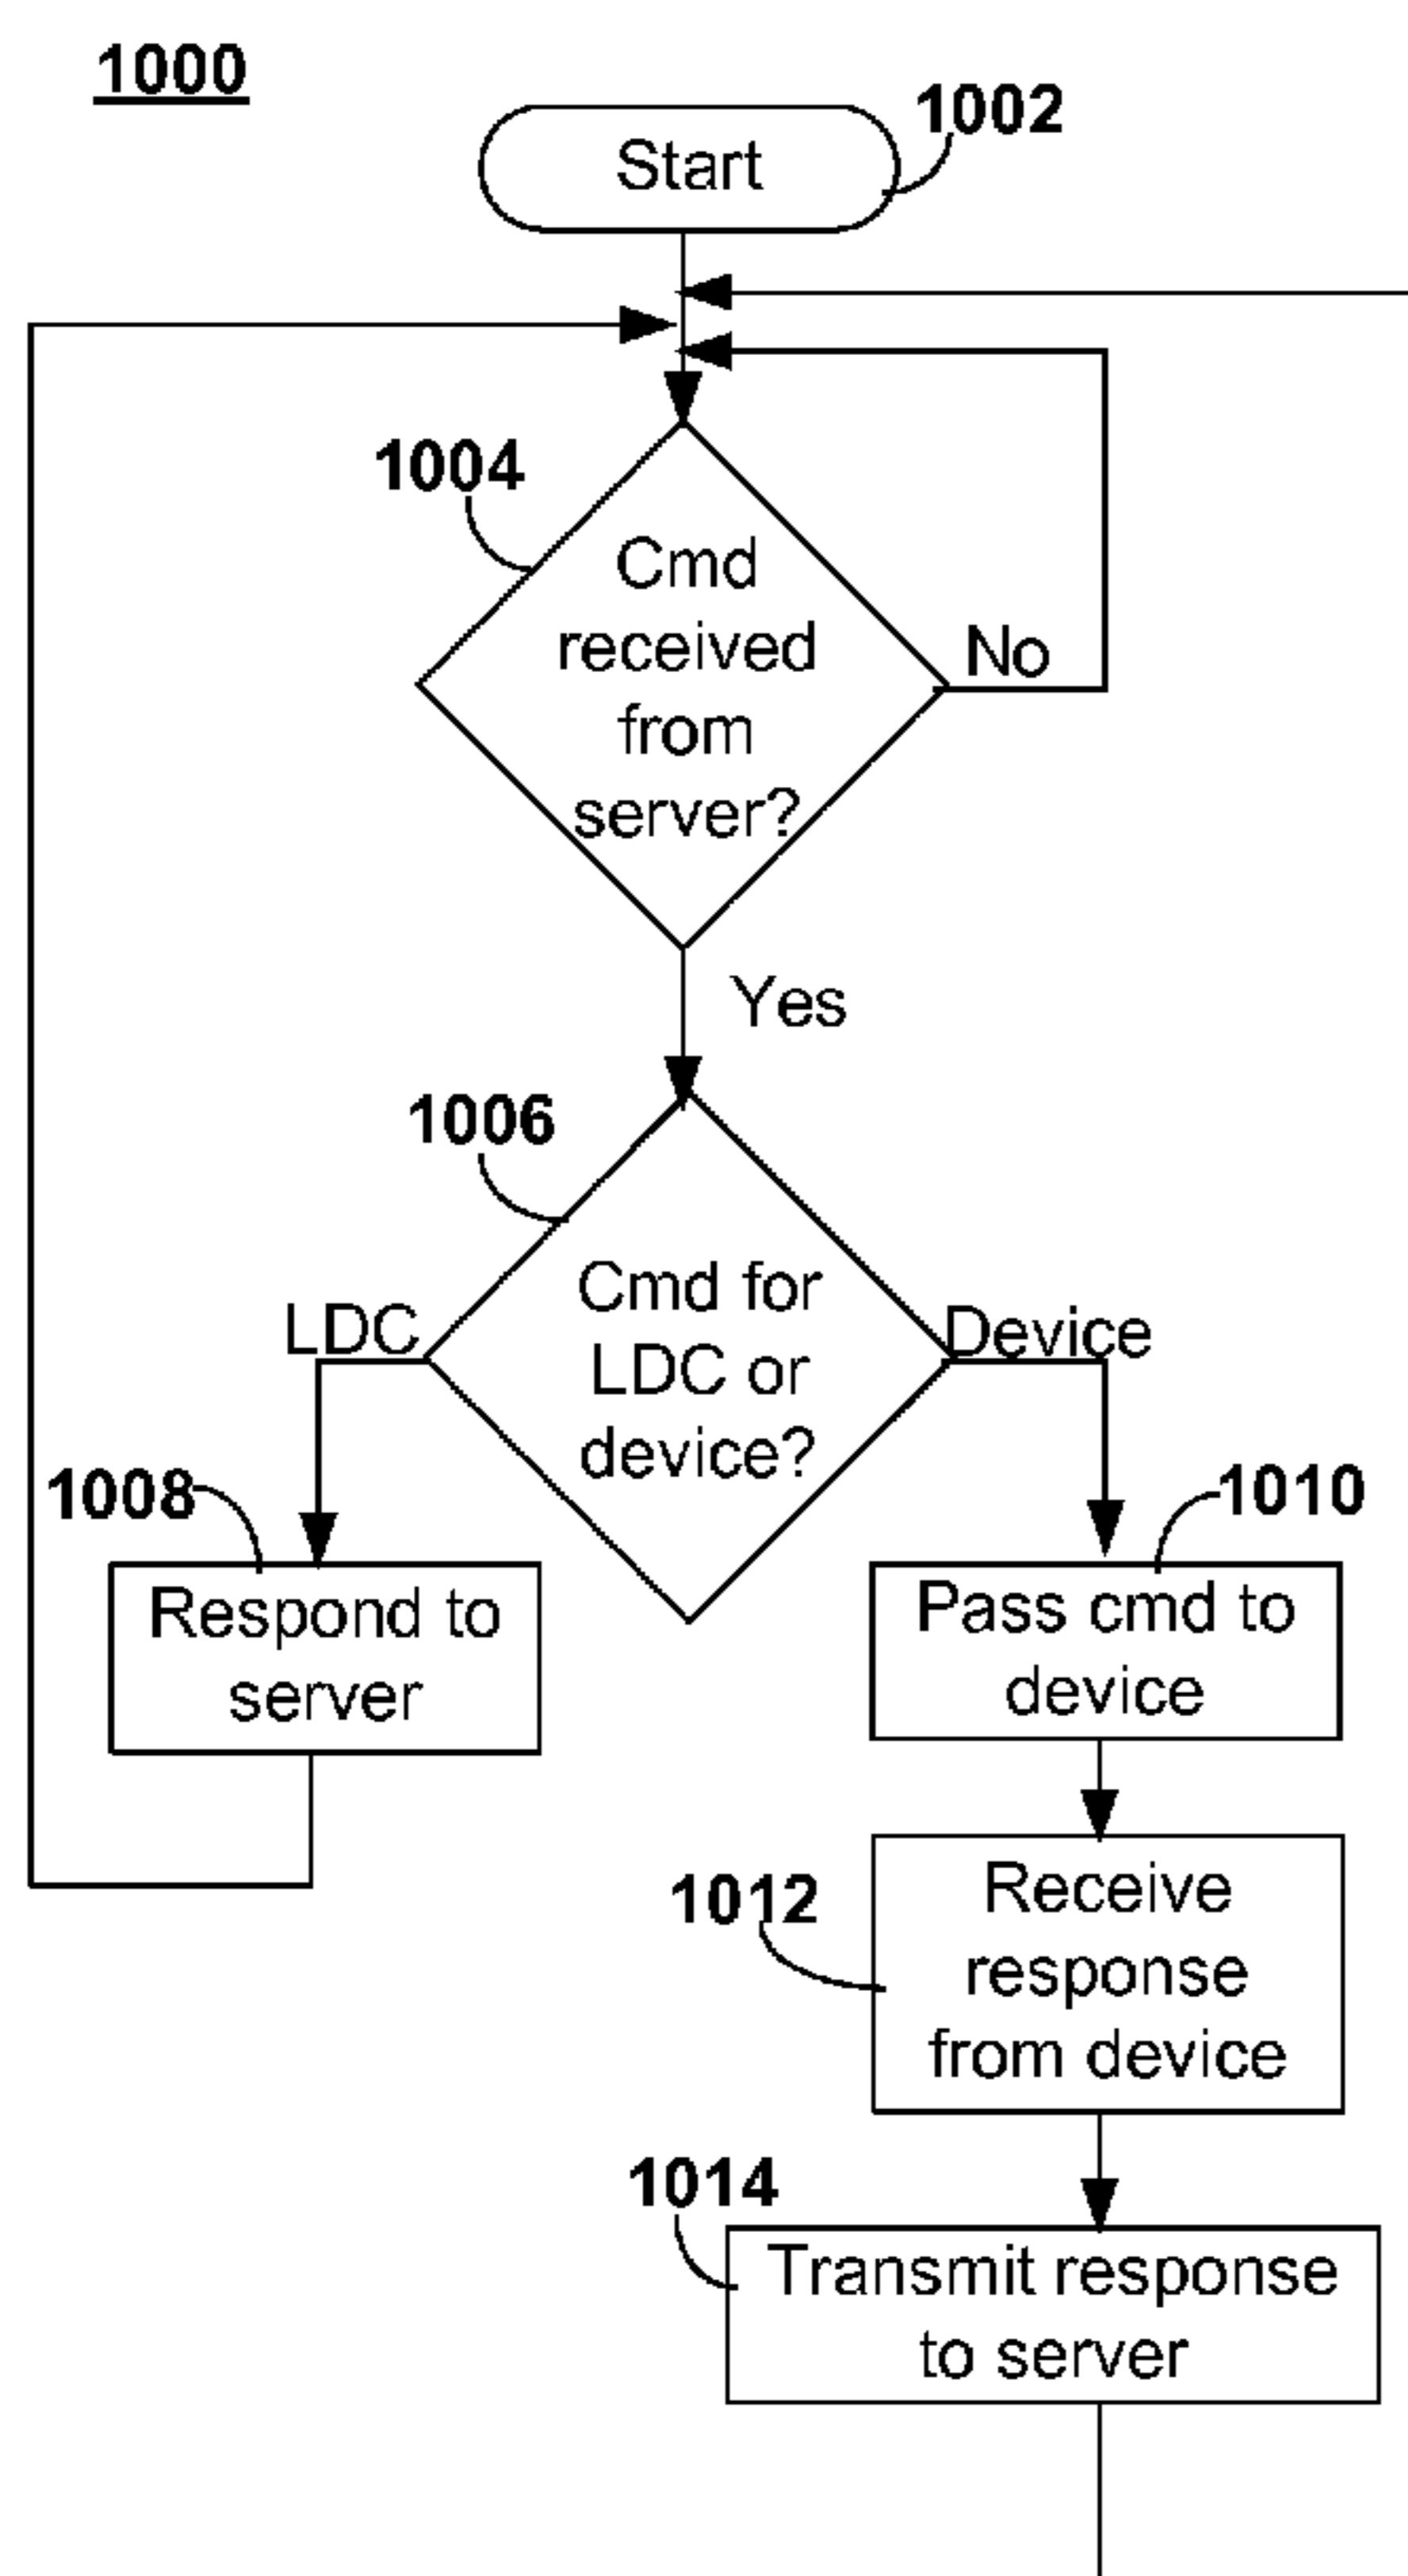 1000
1002
Start
1004
Cmd
received
from
server?
No
Yes
1006
Cmd for
LDC or
device?
LDC
Device
1008
Respond to
server
1010
Pass cmd to
device
1012
Receive
response
from device
1014
Transmit response
to server